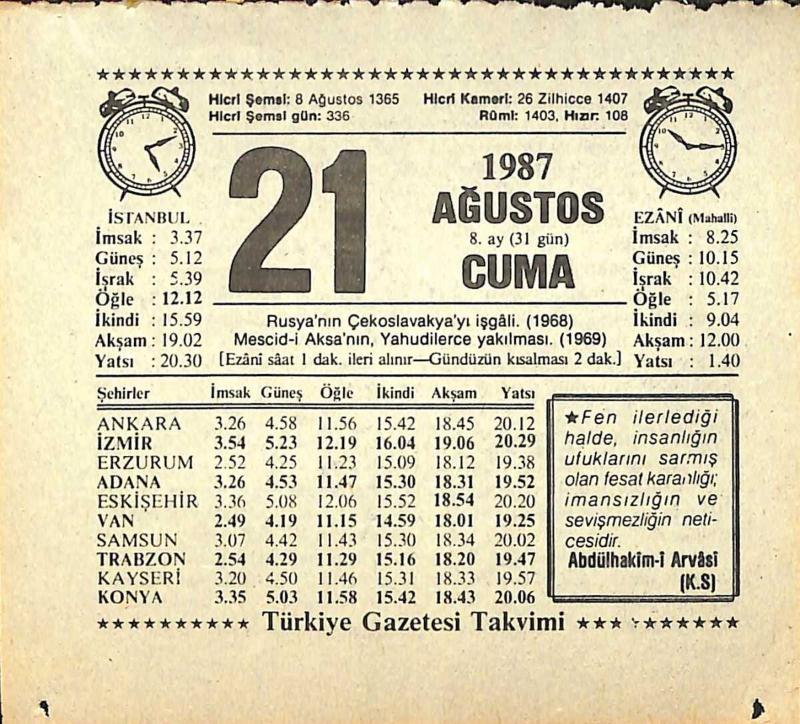 ★★★★★★★★★★★★★★★★★★★★★★★★★★★★★★★★★★★★★★★★★
Hicrî Şemsî: 8 Ağustos 1365 Hicrî Kamerî: 26 Zilhicce 1407
Hicrî Şemsî gün: 336 Rûmî: 1403, Hızır: 108
21
1987
AĞUSTOS
8. ay (31 gün)
CUMA
İSTANBUL
İmsak : 3.37
Güneş : 5.12
İşrak : 5.39
Öğle : 12.12
İkindi : 15.59
Akşam : 19.02
Yatsı : 20.30
EZÂNÎ (Mahalli)
İmsak : 8.25
Güneş : 10.15
İşrak : 10.42
Öğle : 5.17
İkindi : 9.04
Akşam : 12.00
Yatsı : 1.40
Rusya'nın Çekoslavakya'yı işgâli. (1968)
Mescid-i Aksa'nın, Yahudilerce yakılması. (1969)
[Ezânî sâat 1 dak. ileri alınır—Gündüzün kısalması 2 dak.]
Şehirler İmsak Güneş Öğle İkindi Akşam Yatsı
ANKARA 3.26 4.58 11.56 15.42 18.45 20.12
İZMİR 3.54 5.23 12.19 16.04 19.06 20.29
ERZURUM 2.52 4.25 11.23 15.09 18.12 19.38
ADANA 3.26 4.53 11.47 15.30 18.31 19.52
ESKİŞEHİR 3.36 5.08 12.06 15.52 18.54 20.20
VAN 2.49 4.19 11.15 14.59 18.01 19.25
SAMSUN 3.07 4.42 11.43 15.30 18.34 20.02
TRABZON 2.54 4.29 11.29 15.16 18.20 19.47
KAYSERİ 3.20 4.50 11.46 15.31 18.33 19.57
KONYA 3.35 5.03 11.58 15.42 18.43 20.06
★Fen ilerlediği
halde, insanlığın
ufuklarını sarmış
olan fesat karanlığı;
imansızlığın ve
sevişmezliğin neti-
cesidir.
Abdülhakîm-i Arvâsî
(K.S)
★★★★★★★★★★ Türkiye Gazetesi Takvimi ★★★★★★★★★★